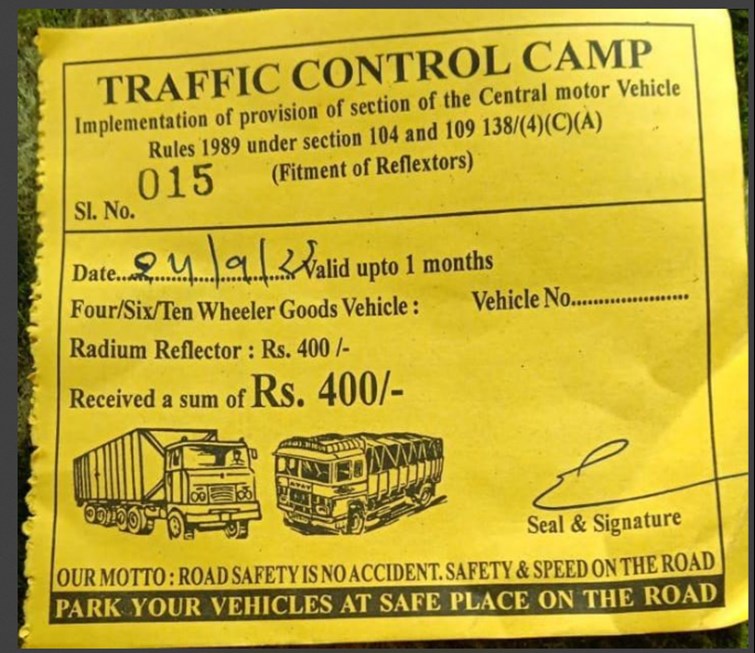 TRAFFIC CONTROL CAMP
Implementation of provision of section of the Central motor Vehicle
Rules 1989 under section 104 and 109 138/(4)(C)(A)
(Fitment of Reflextors)
Sl. No. 015
Date.................. Valid upto 1 months
Four/Six/Ten Wheeler Goods Vehicle : Vehicle No......................
Radium Reflector : Rs. 400 /-
Received a sum of Rs. 400/-
Seal & Signature
OUR MOTTO : ROAD SAFETY IS NO ACCIDENT. SAFETY & SPEED ON THE ROAD
PARK YOUR VEHICLES AT SAFE PLACE ON THE ROAD